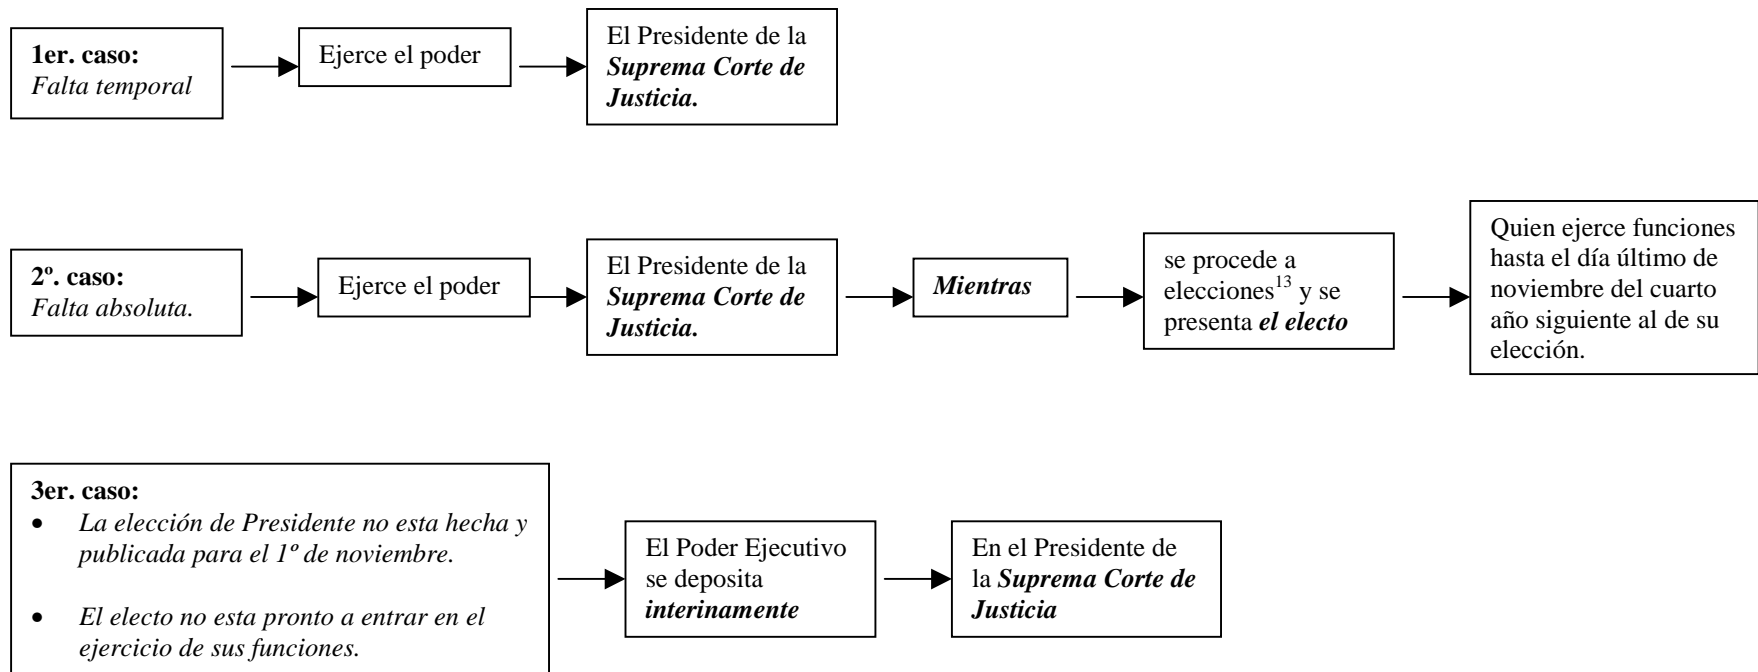 1er. caso:
Falta temporal
Ejerce el poder
El Presidente de la
Suprema Corte de
Justicia.
2º. caso:
Falta absoluta.
Ejerce el poder
El Presidente de la
Suprema Corte de
Justicia.
Mientras
se procede a
elecciones13 y se
presenta el electo
Quien ejerce funciones
hasta el día último de
noviembre del cuarto
año siguiente al de su
elección.
3er. caso:
• La elección de Presidente no esta hecha y
publicada para el 1º de noviembre.
• El electo no esta pronto a entrar en el
ejercicio de sus funciones.
El Poder Ejecutivo
se deposita
interinamente
En el Presidente de
la Suprema Corte de
Justicia